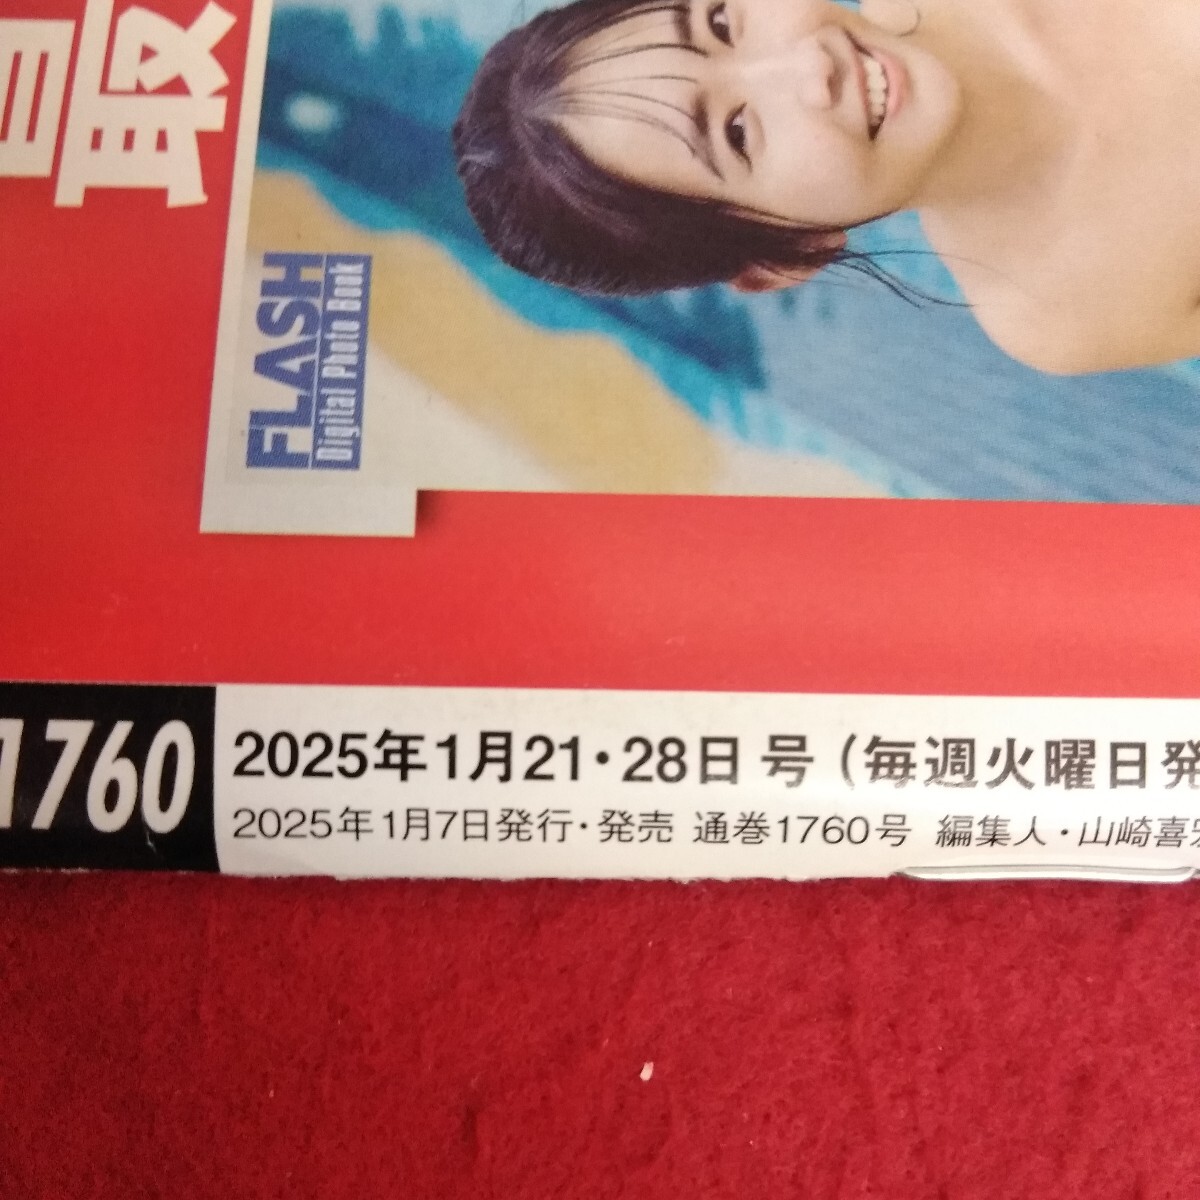 最
FLASH
Digital Photo Book
1760
2025年1月21・28日号（毎週火曜日発
2025年1月7日発行・発売 通巻1760号 編集人・山崎喜